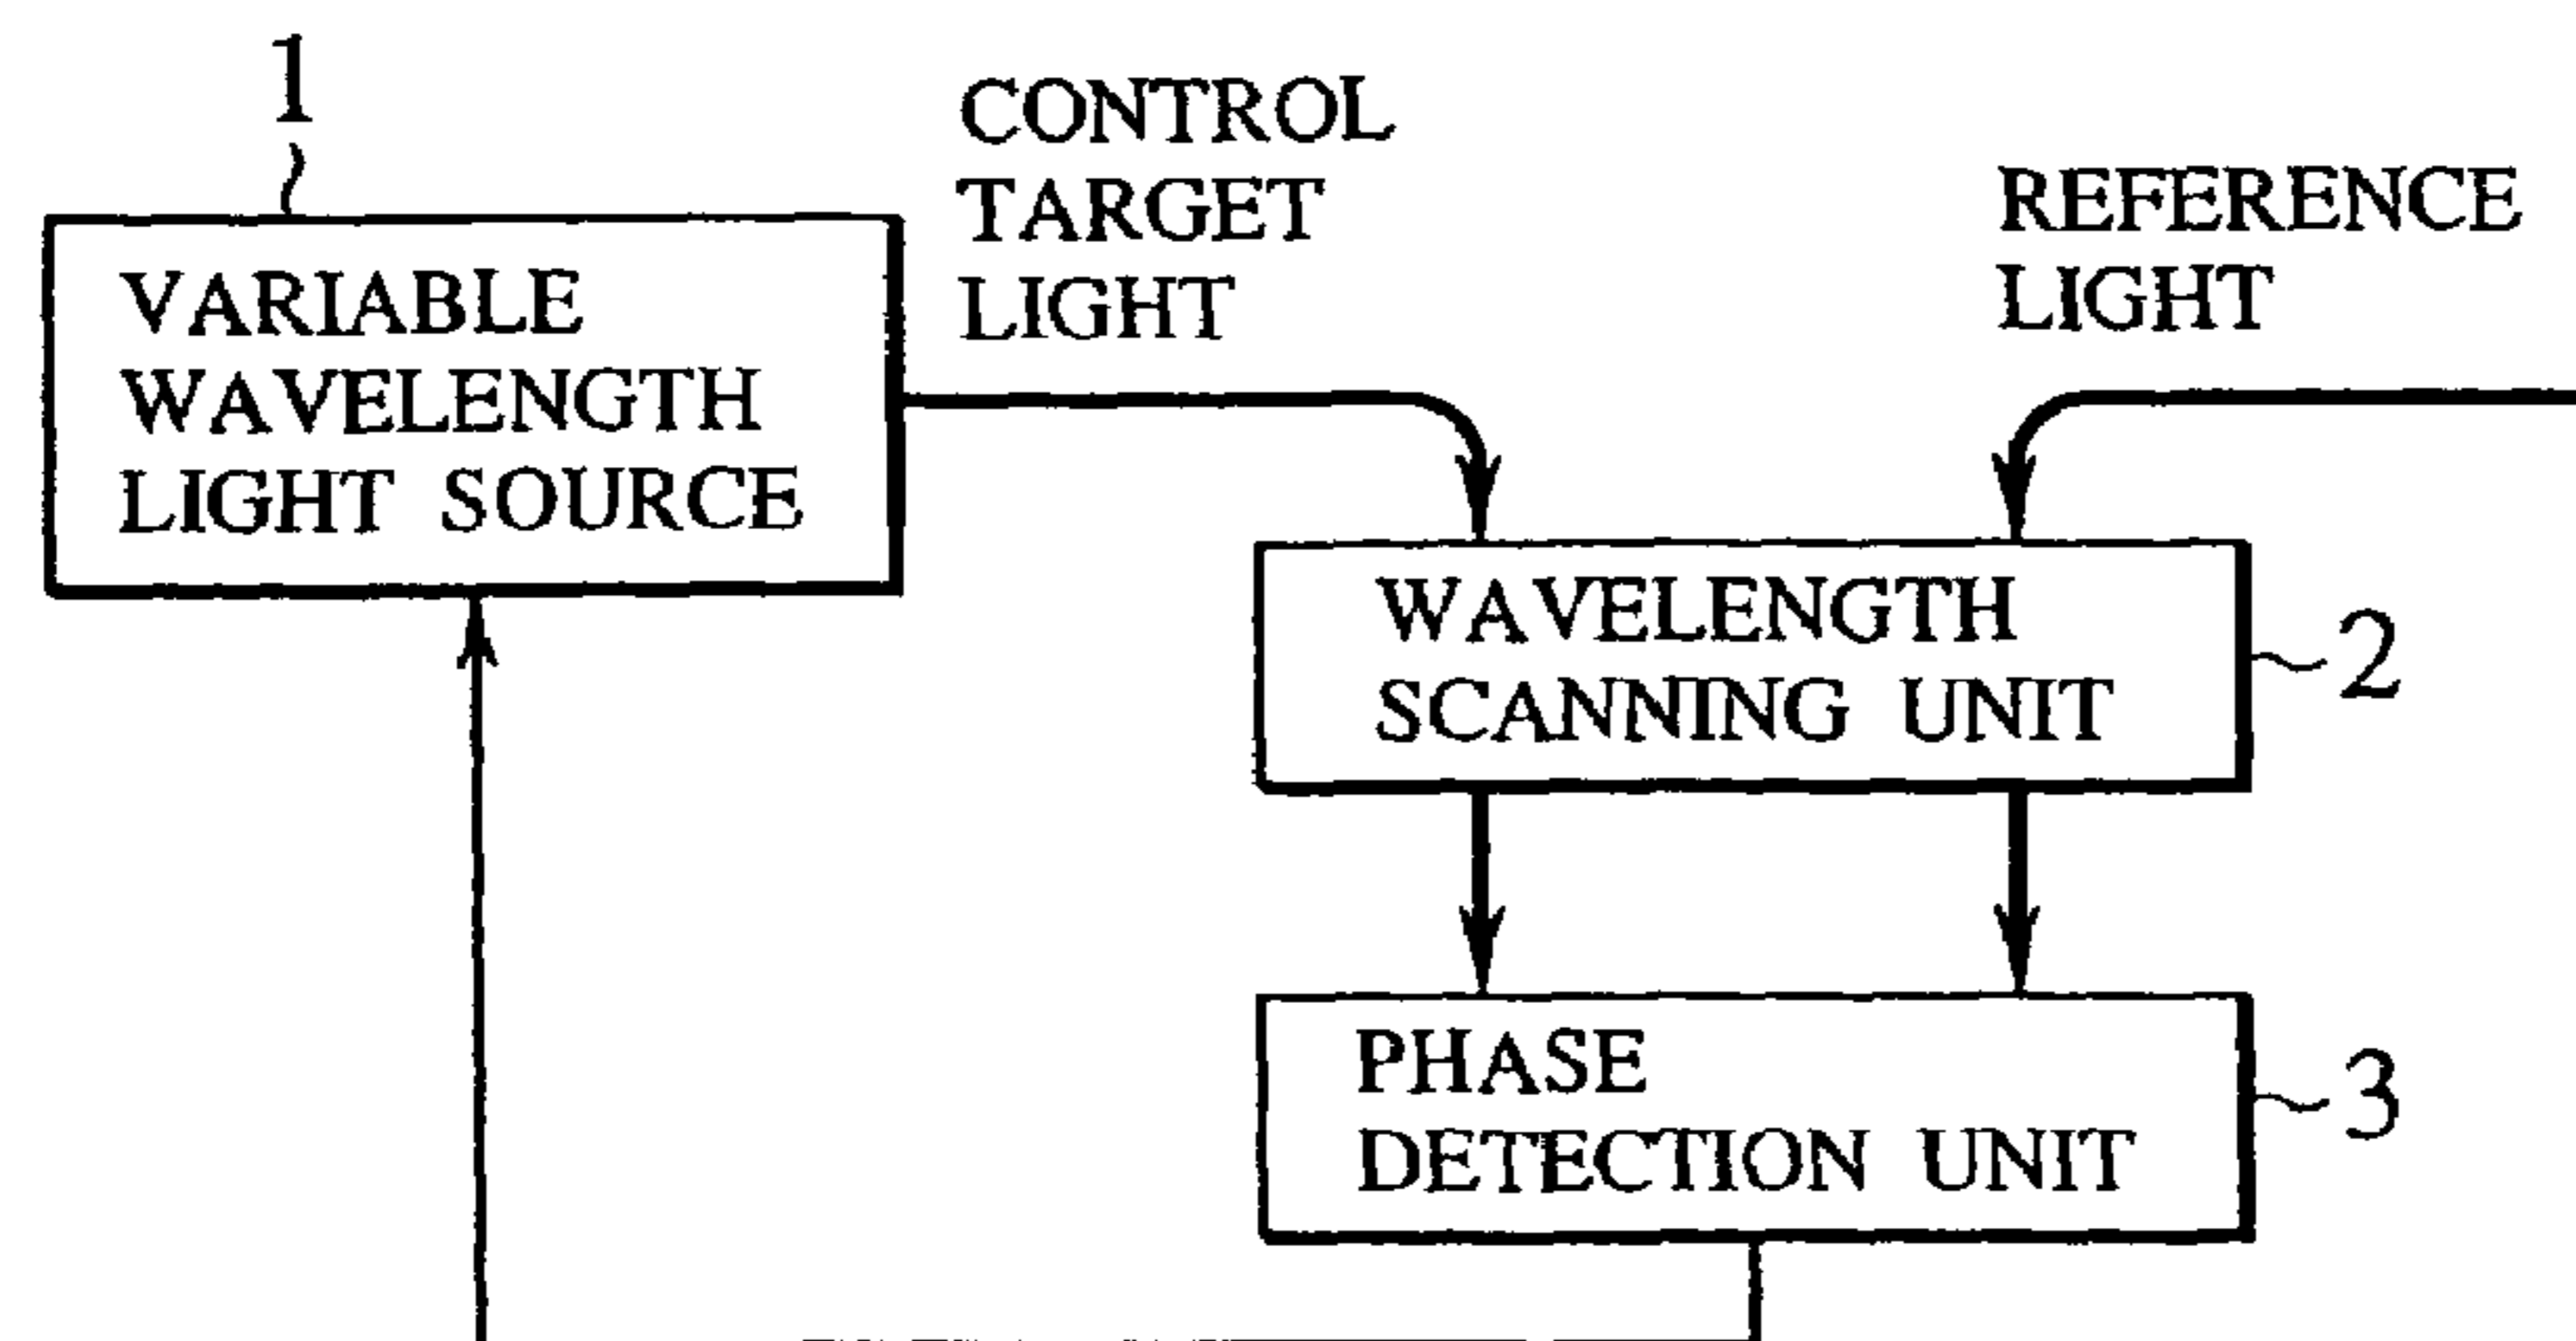 1
CONTROL
TARGET
LIGHT
REFERENCE
LIGHT
VARIABLE
WAVELENGTH
LIGHT SOURCE
WAVELENGTH
SCANNING UNIT
2
PHASE
DETECTION UNIT
3